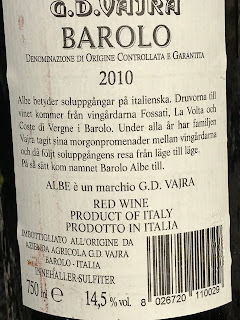 G.D. VAJRA
BAROLO
DENOMINAZIONE DI ORIGINE CONTROLLATA E GARANTITA
2010
Albe betyder soluppgångar på italienska. Druvorna till
vinet kommer från vingårdarna Fossati, La Volta och
Coste di Vergne i Barolo. Under alla år har familjen
Vajra tagit sina morgonpromenader mellan vingårdarna
och då följt soluppgångens resa från läge till läge.
På så sätt kom namnet Barolo Albe till.
ALBE è un marchio G.D. VAJRA
RED WINE
PRODUCT OF ITALY
PRODOTTO IN ITALIA
IMBOTTIGLIATO ALL'ORIGINE DA
AZIENDA AGRICOLA G.D. VAJRA
BAROLO - ITALIA
INNEHÅLLER SULFITER
750 ml e 14,5% vol.
8 026720 110029